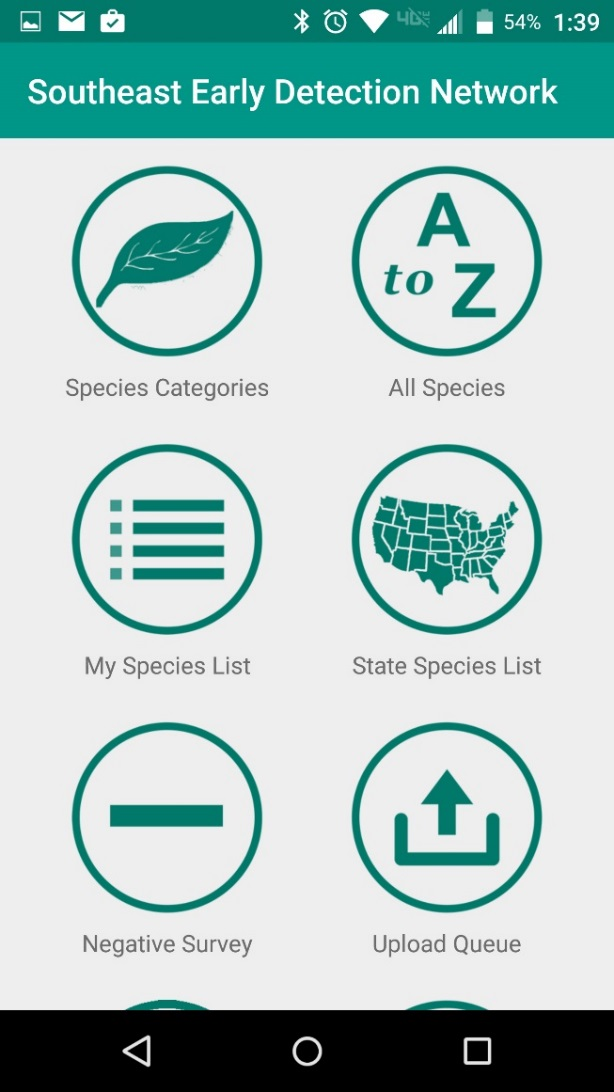 54% 1:39
Southeast Early Detection Network
A
to Z
Species Categories All Species
My Species List State Species List
Negative Survey Upload Queue